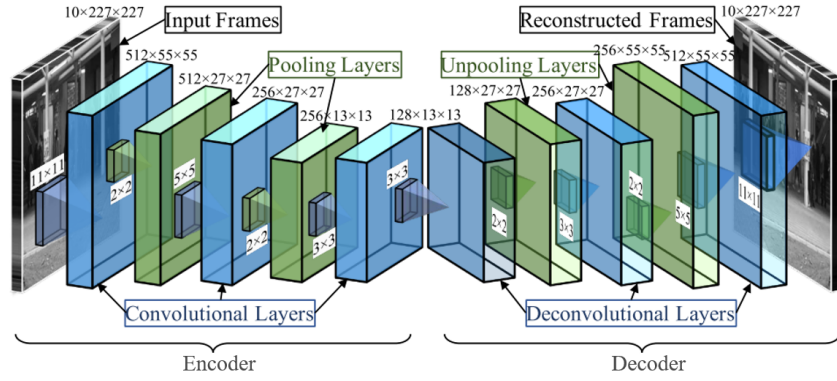 Input Frames
Reconstructed Frames
10×227×227
10×227×227
512×55×55
Pooling Layers
Unpooling Layers
256×55×55
512×55×55
512×27×27
256×27×27
256×13×13
128×13×13
128×27×27
256×27×27
11×11
2×2
5×5
2×2
3×3
3×3
2×2
3×3
2×2
5×5
11×11
Convolutional Layers
Deconvolutional Layers
Encoder
Decoder